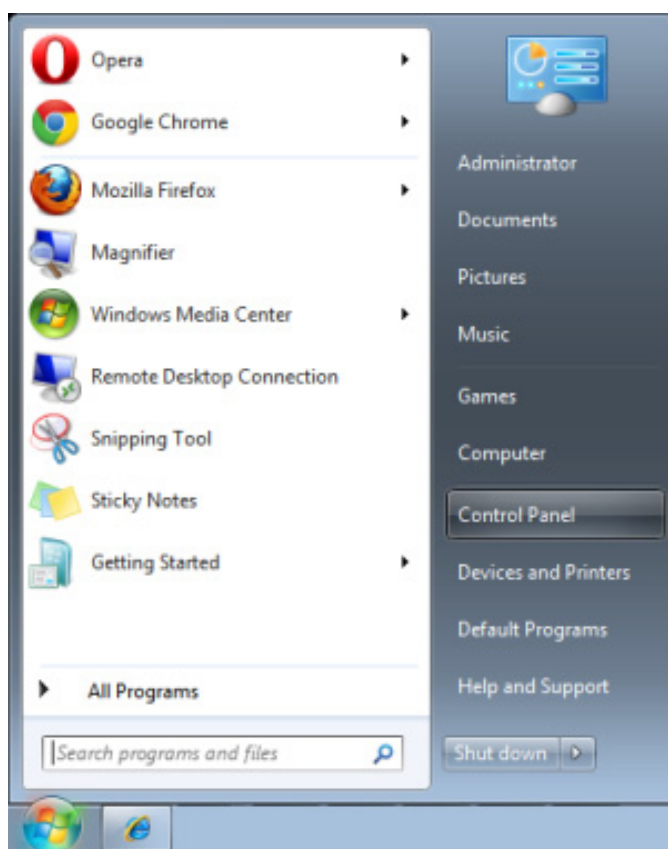 Opera
Google Chrome
Mozilla Firefox
Magnifier
Windows Media Center
Remote Desktop Connection
Snipping Tool
Sticky Notes
Getting Started
All Programs
Search programs and files
Administrator
Documents
Pictures
Music
Games
Computer
Control Panel
Devices and Printers
Default Programs
Help and Support
Shut down